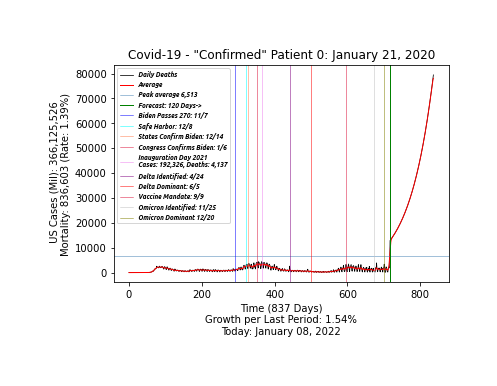 Covid-19 - "Confirmed" Patient 0: January 21, 2020
US Cases (Mil): 366,125,526
Mortality: 836,603 (Rate: 1.39%)
80000
70000
60000
50000
40000
30000
20000
10000
0
Daily Deaths
Average
Peak average 6,513
Forecast: 120 Days->
Biden Passes 270: 11/7
Safe Harbor: 12/8
States Confirm Biden: 12/14
Congress Confirms Biden: 1/6
Inauguration Day 2021
Cases: 192,326, Deaths: 4,137
Delta Identified: 4/24
Delta Dominant: 6/5
Vaccine Mandate: 9/9
Omicron Identified: 11/25
Omicron Dominant 12/20
0 200 400 600 800
Time (837 Days)
Growth per Last Period: 1.54%
Today: January 08, 2022